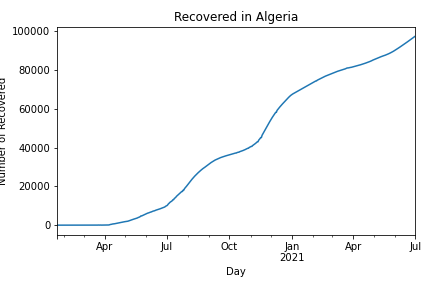 Recovered in Algeria
100000
80000
60000
40000
20000
0
Number of Recovered
Apr Jul Oct Jan Apr Jul
2021
Day